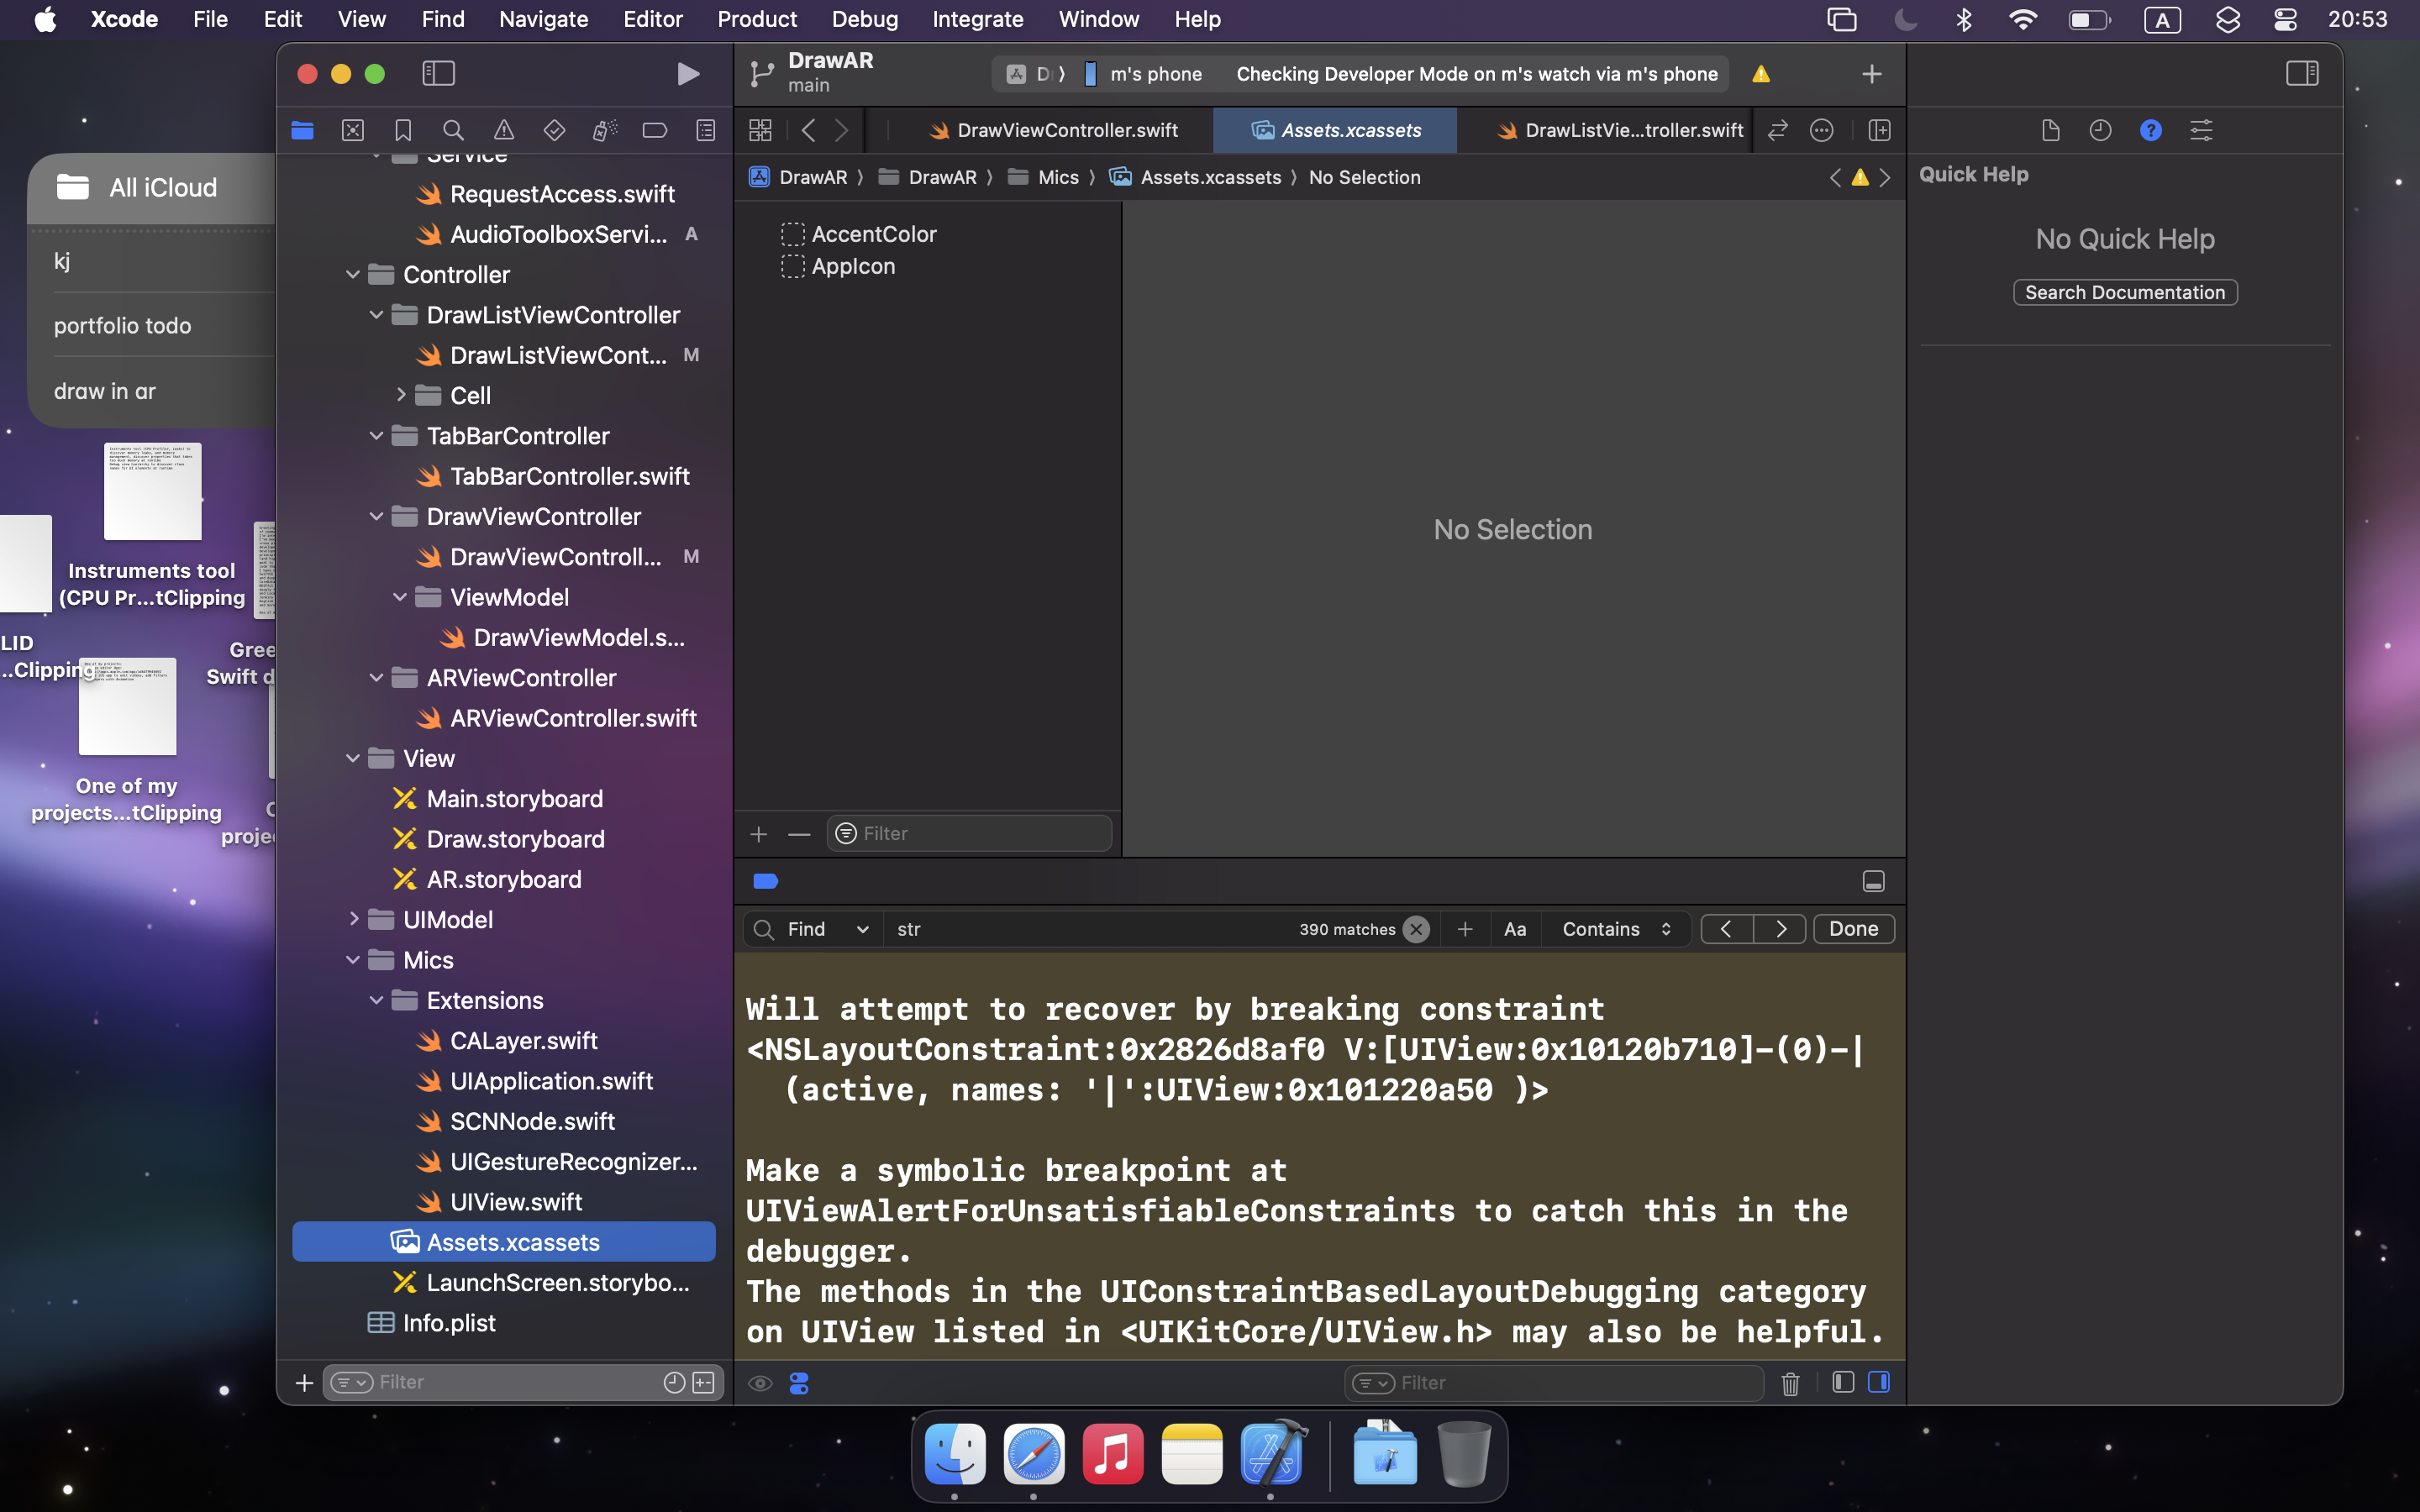 Xcode File Edit View Find Navigate Editor Product Debug Integrate Window Help
A
20:53
All iCloud
kj
portfolio todo
draw in ar
Instruments tool
(CPU Pr...tClipping
LID
...Clipping
Gree
Swift d
One of my
projects...tClipping
proje
Service
RequestAccess.swift
AudioToolboxServi... A
Controller
DrawListViewController
DrawListViewCont... M
Cell
TabBarController
TabBarController.swift
DrawViewController
DrawViewControll... M
ViewModel
DrawViewModel.s...
ARViewController
ARViewController.swift
View
Main.storyboard
Draw.storyboard
AR.storyboard
UIModel
Mics
Extensions
CALayer.swift
UIApplication.swift
SCNNode.swift
UIGestureRecognizer...
UIView.swift
Assets.xcassets
LaunchScreen.storybo...
Info.plist
Filter
DrawAR
main
m's phone
Checking Developer Mode on m's watch via m's phone
DrawViewController.swift
Assets.xcassets
DrawListVie...troller.swift
DrawAR DrawAR Mics Assets.xcassets No Selection
AccentColor
AppIcon
No Selection
Filter
Find
str
390 matches
Aa
Contains
Done
Will attempt to recover by breaking constraint
<NSLayoutConstraint:0x2826d8af0 V:[UIView:0x10120b710]-(0)-|
(active, names: '|':UIView:0x101220a50 )>
Make a symbolic breakpoint at
UIViewAlertForUnsatisfiableConstraints to catch this in the
debugger.
The methods in the UIConstraintBasedLayoutDebugging category
on UIView listed in <UIKitCore/UIView.h> may also be helpful.
Filter
Quick Help
No Quick Help
Search Documentation